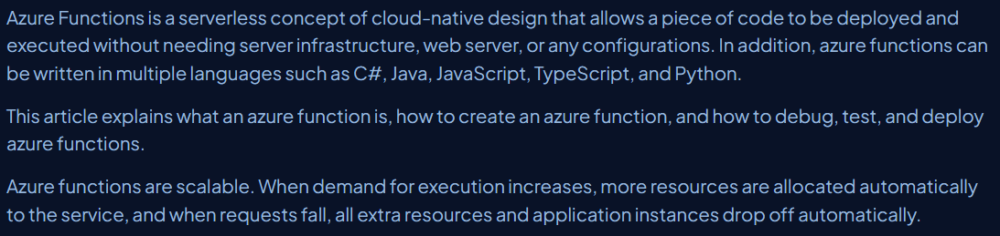 Azure Functions is a serverless concept of cloud-native design that allows a piece of code to be deployed and
executed without needing server infrastructure, web server, or any configurations. In addition, azure functions can
be written in multiple languages such as C#, Java, JavaScript, TypeScript, and Python.
This article explains what an azure function is, how to create an azure function, and how to debug, test, and deploy
azure functions.
Azure functions are scalable. When demand for execution increases, more resources are allocated automatically
to the service, and when requests fall, all extra resources and application instances drop off automatically.